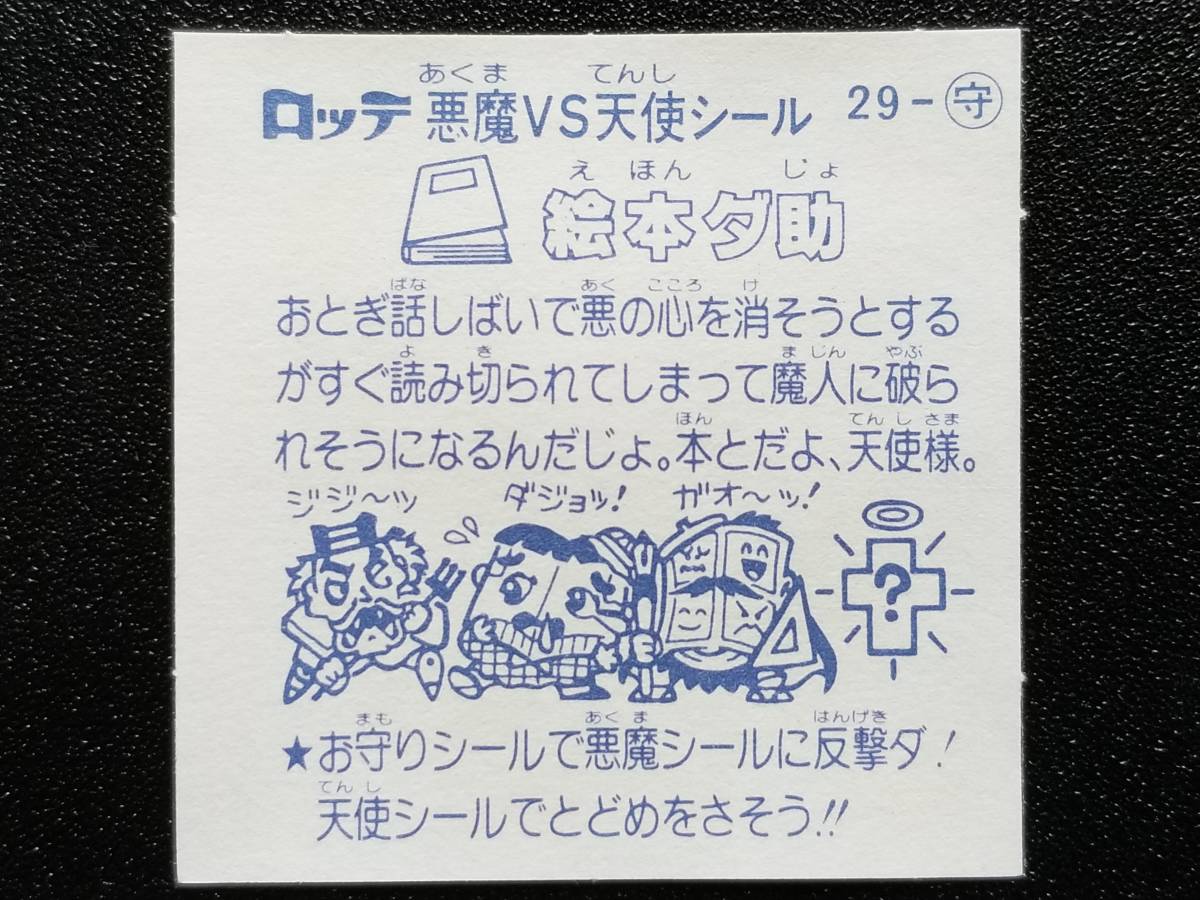 あくま てんし
ロッテ 悪魔VS天使シール 29-守
え ほん じょ
絵本ダ助
ばな あく こころ け
おとぎ話しばいで悪の心を消そうとする
よ き ま じん やぶ
がすぐ読み切られてしまって魔人に破ら
ほん てん し さま
れそうになるんだじょ。本とだよ、天使様。
ジジ〜ッ ダジョッ! ガオ〜ッ!
?
まも あく ま はんげき
★お守りシールで悪魔シールに反撃ダ!
てん し
天使シールでとどめをさそう!!